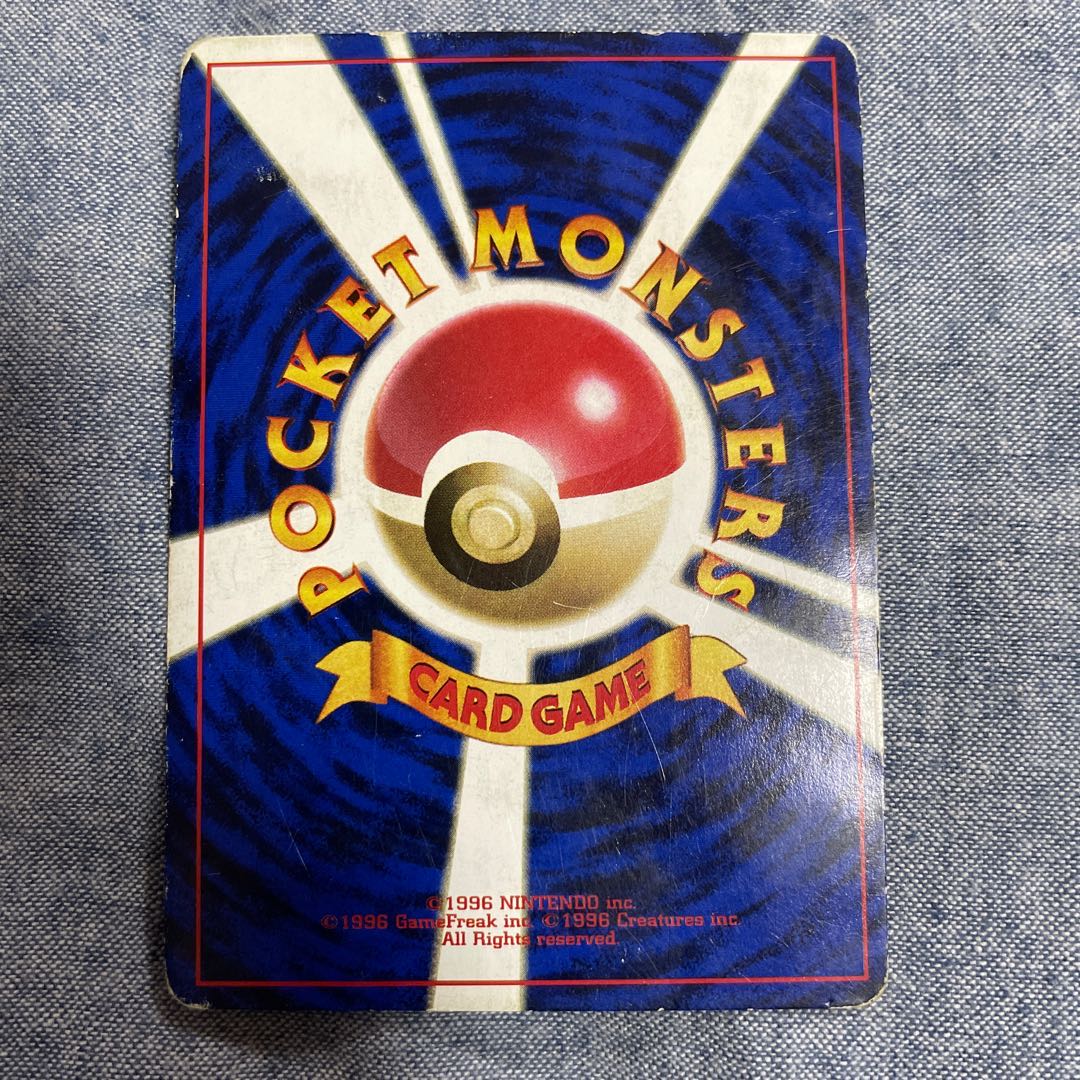 POCKET MONSTERS
CARD GAME
©1996 NINTENDO inc.
©1996 GameFreak inc. ©1996 Creatures inc.
All Rights reserved.